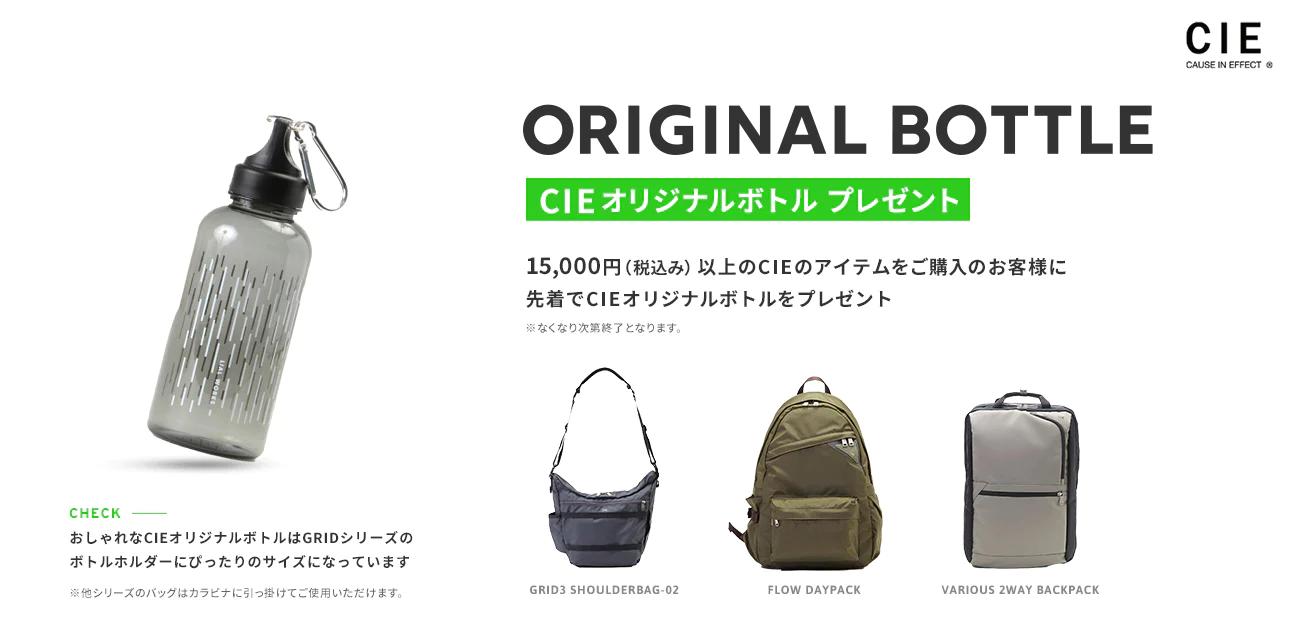 CIE
CAUSE IN EFFECT ®
ORIGINAL BOTTLE
CIEオリジナルボトル プレゼント
15,000円(税込み) 以上のCIEのアイテムをご購入のお客様に
先着でCIEオリジナルボトルをプレゼント
※なくなり次第終了となります。
CHECK
おしゃれなCIEオリジナルボトルはGRIDシリーズの
ボトルホルダーにぴったりのサイズになっています
※他シリーズのバッグはカラビナに引っ掛けてご使用いただけます。
GRID3 SHOULDERBAG-02
FLOW DAYPACK
VARIOUS 2WAY BACKPACK